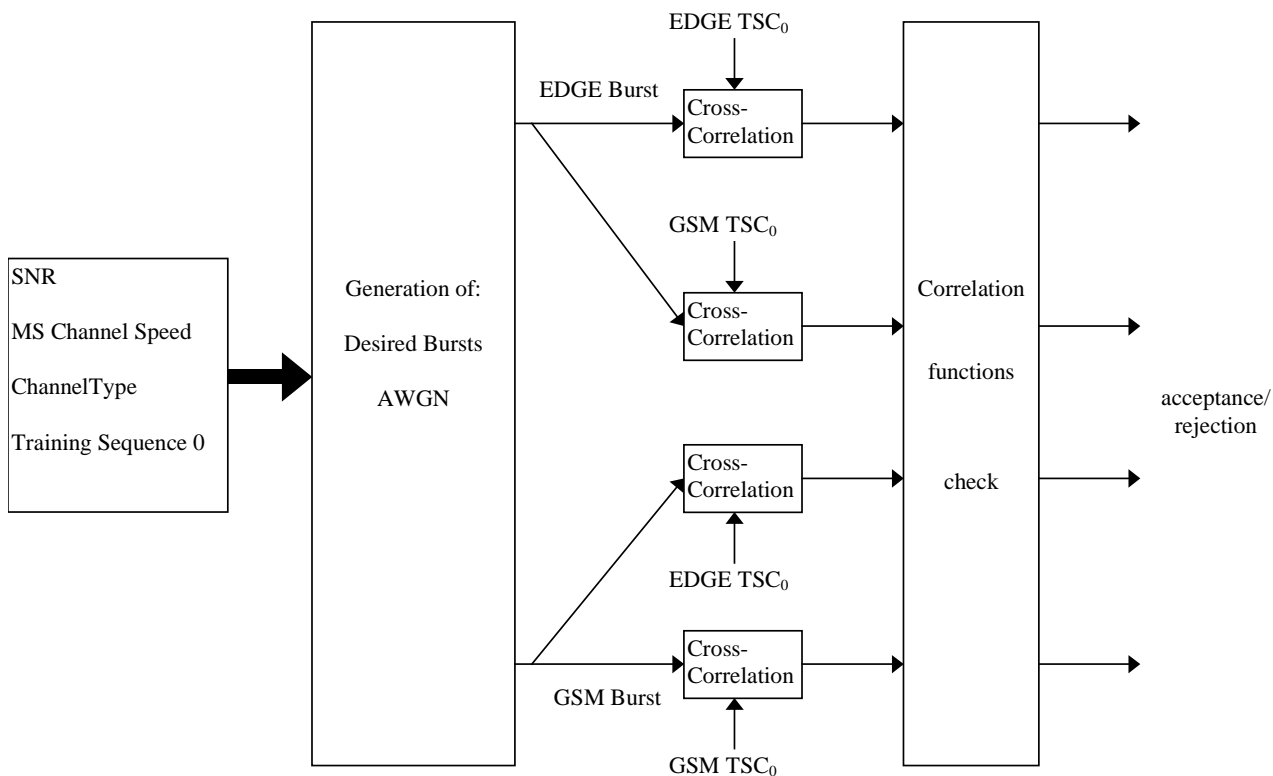 SNR
MS Channel Speed
ChannelType
Training Sequence 0
Generation of:
Desired Bursts
AWGN
EDGE Burst
GSM Burst
EDGE TSC₀
Cross-
Correlation
GSM TSC₀
Cross-
Correlation
Cross-
Correlation
EDGE TSC₀
Cross-
Correlation
GSM TSC₀
Correlation
functions
check
acceptance/
rejection